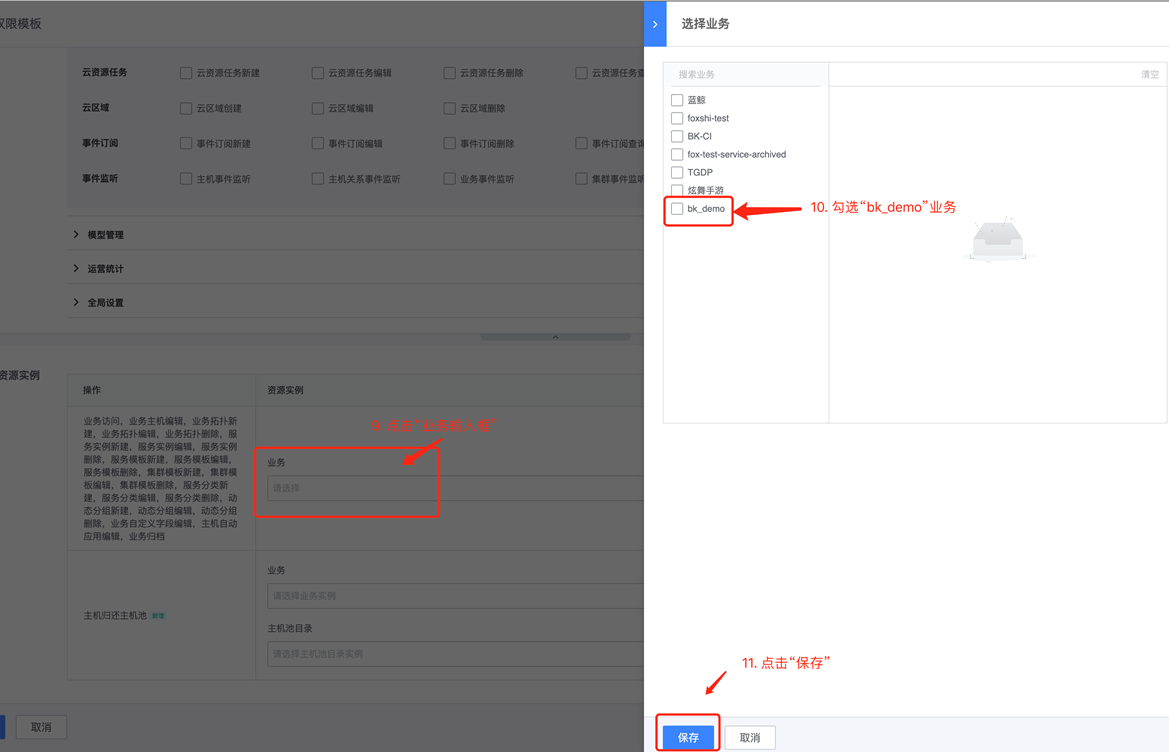 权限模板
云资源任务
云资源任务新建
云资源任务编辑
云资源任务删除
云资源任务查
云区域
云区域创建
云区域编辑
云区域删除
事件订阅
事件订阅新建
事件订阅编辑
事件订阅删除
事件订阅查询
事件监听
主机事件监听
主机关系事件监听
业务事件监听
集群事件监听
模型管理
运营统计
全局设置
资源实例
操作
资源实例
业务访问，业务主机编辑，业务拓扑新
建，业务拓扑编辑，业务拓扑删除，服
务实例新建，服务实例编辑，服务实例
删除，服务模板新建，服务模板编辑，
服务模板删除，集群模板新建，集群模
板编辑，集群模板删除，服务分类新
建，服务分类编辑，服务分类删除，动
态分组新建，动态分组编辑，动态分组
删除，业务自定义字段编辑，主机自动
应用编辑，业务归档
9. 点击“业务输入框”
业务
请选择
主机归还主机池 新增
业务
请选择业务实例
主机池目录
请选择主机池目录实例
取消
选择业务
搜索业务
清空
蓝鲸
foxshi-test
BK-CI
fox-test-service-archived
TGDP
炫舞手游
bk_demo
10. 勾选“bk_demo”业务
11. 点击“保存”
保存
取消